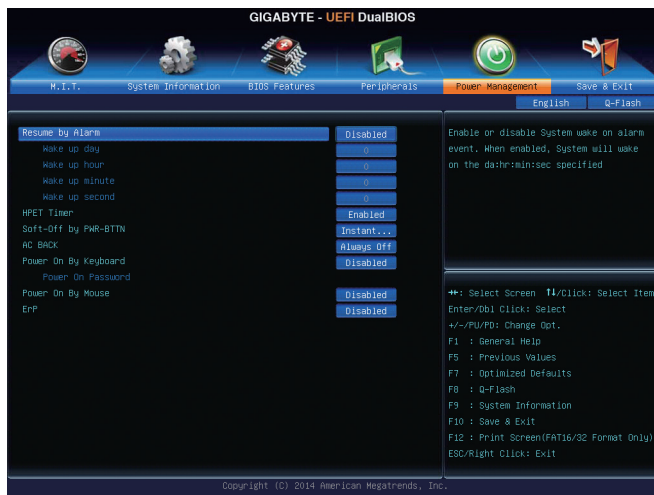 GIGABYTE - UEFI DualBIOS
M.I.T. System Information BIOS Features Peripherals Power Management Save & Exit
English Q-Flash
Resume by Alarm Disabled
Wake up day 0
Wake up hour 0
Wake up minute 0
Wake up second 0
HPET Timer Enabled
Soft-Off by PWR-BTTN Instant...
AC BACK Always Off
Power On By Keyboard Disabled
Power On Password
Power On By Mouse Disabled
ErP Disabled
Enable or disable System wake on alarm
event. When enabled, System will wake
on the da:hr:min:sec specified
→←: Select Screen ↑↓/Click: Select Item
Enter/Dbl Click: Select
+/-/PU/PD: Change Opt.
F1 : General Help
F5 : Previous Values
F7 : Optimized Defaults
F8 : Q-Flash
F9 : System Information
F10 : Save & Exit
F12 : Print Screen(FAT16/32 Format Only)
ESC/Right Click: Exit
Copyright (C) 2014 American Megatrends, Inc.